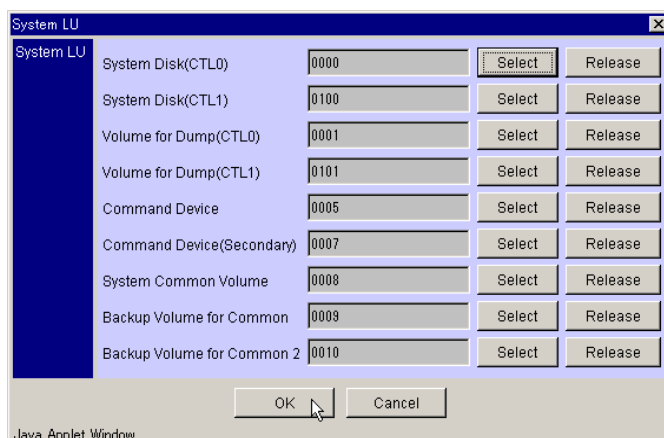 System LU
System LU
System Disk(CTL0) 0000 Select Release
System Disk(CTL1) 0100 Select Release
Volume for Dump(CTL0) 0001 Select Release
Volume for Dump(CTL1) 0101 Select Release
Command Device 0005 Select Release
Command Device(Secondary) 0007 Select Release
System Common Volume 0008 Select Release
Backup Volume for Common 0009 Select Release
Backup Volume for Common 2 0010 Select Release
OK Cancel
Java Applet Window